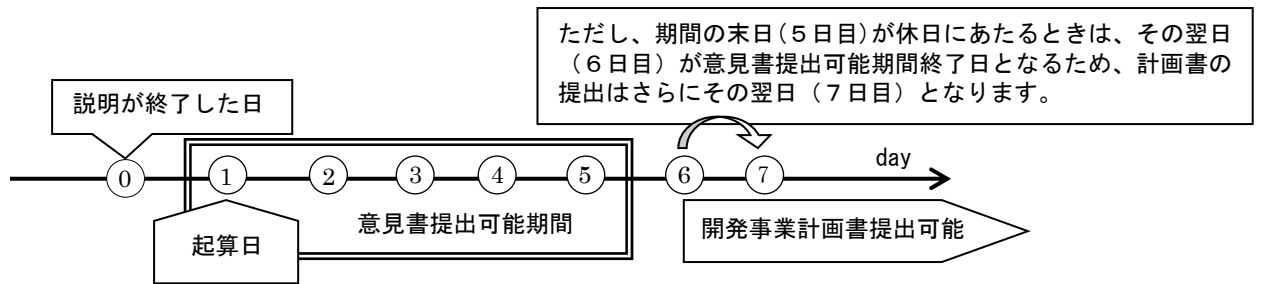 ただし、期間の末日(5日目)が休日にあたるときは、その翌日
(6日目)が意見書提出可能期間終了日となるため、計画書の
提出はさらにその翌日(7日目)となります。
説明が終了した日
0
1
2
3
4
5
6
7
day
起算日
意見書提出可能期間
開発事業計画書提出可能